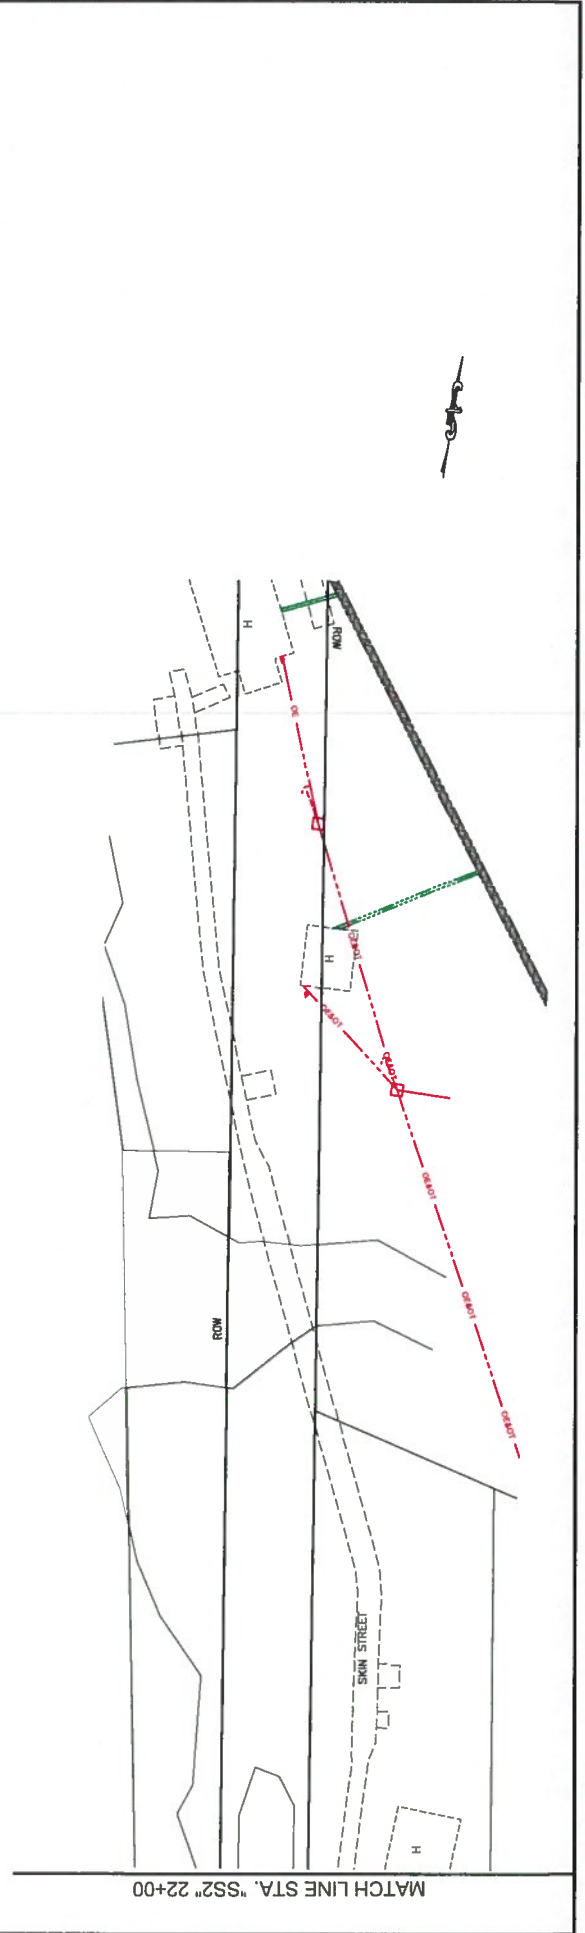 H
ROW
OE
T
H
OE&OT
OE&OT
OE&OT
OE&OT
OE&OT
OE&OT
ROW
SKIN STREET
H
MATCH LINE STA. "SS2" 22+00